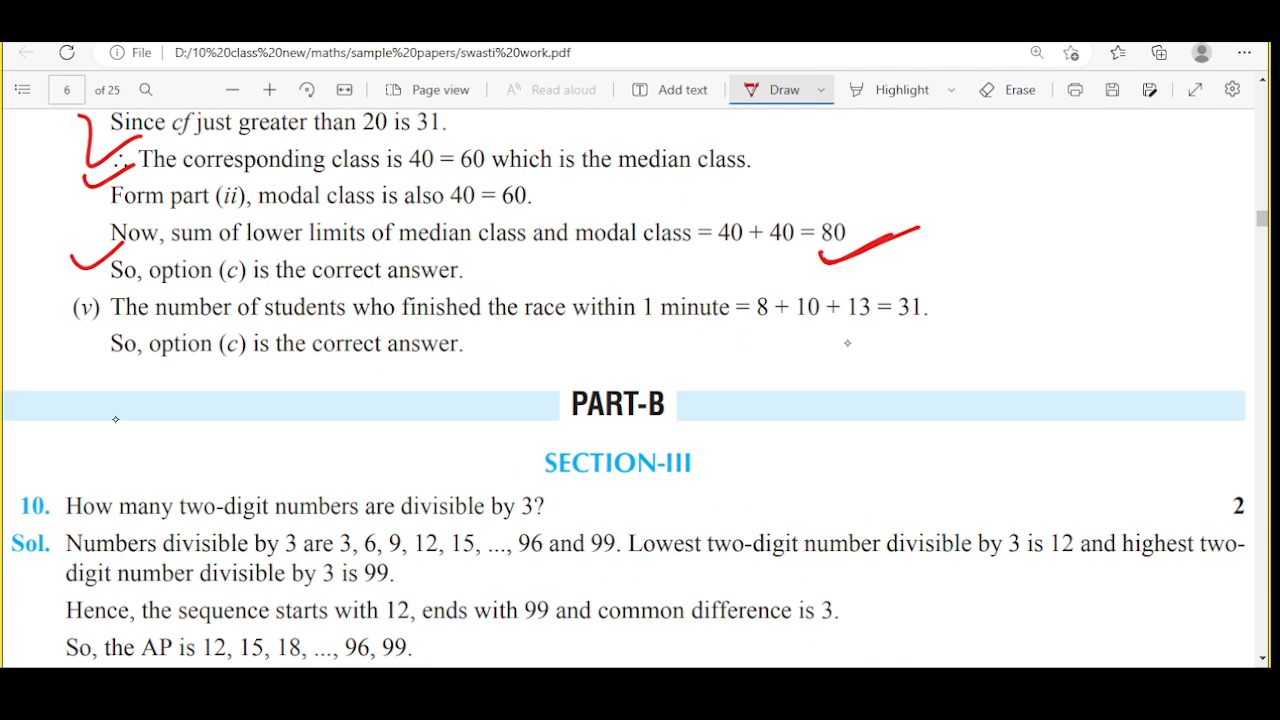 File D:/10%20class%20new/maths/sample%20papers/swasti%20work.pdf
6 of 25 Page view Read aloud Add text Draw Highlight Erase
Since cf just greater than 20 is 31.
∴ The corresponding class is 40 = 60 which is the median class.
Form part (ii), modal class is also 40 = 60.
Now, sum of lower limits of median class and modal class = 40 + 40 = 80
So, option (c) is the correct answer.
(v) The number of students who finished the race within 1 minute = 8 + 10 + 13 = 31.
So, option (c) is the correct answer.
PART-B
SECTION-III
10. How many two-digit numbers are divisible by 3? 2
Sol. Numbers divisible by 3 are 3, 6, 9, 12, 15, ..., 96 and 99. Lowest two-digit number divisible by 3 is 12 and highest two-
digit number divisible by 3 is 99.
Hence, the sequence starts with 12, ends with 99 and common difference is 3.
So, the AP is 12, 15, 18, ..., 96, 99.